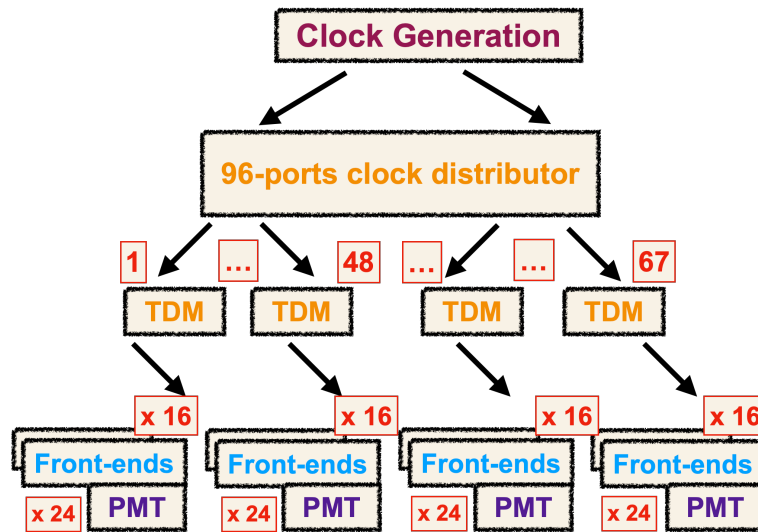 Clock Generation
96-ports clock distributor
1
...
48
...
...
67
TDM
TDM
TDM
TDM
x 16
x 16
x 16
x 16
Front-ends
Front-ends
Front-ends
Front-ends
x 24
PMT
x 24
PMT
x 24
PMT
x 24
PMT